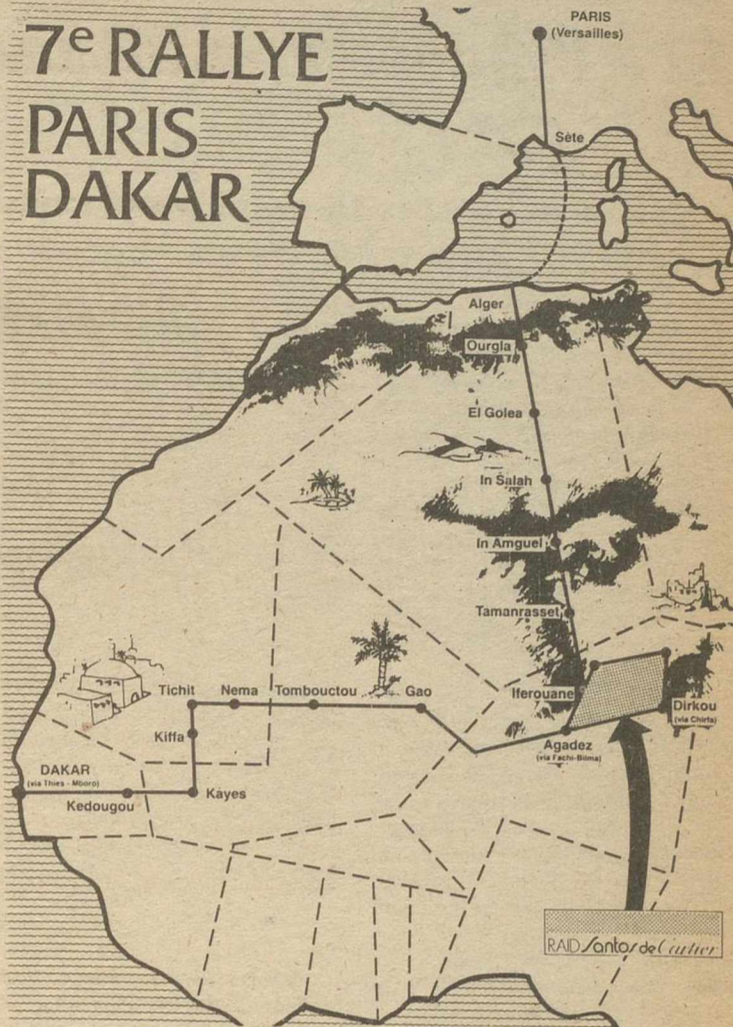 7e RALLYE
PARIS
DAKAR
PARIS
(Versailles)
Sète
Alger
Ourgla
El Golea
In Salah
In Amguel
Tamanrasset
Iferouane
Dirkou
(via Chirfa)
Agadez
(via Fachi-Bilma)
Tichit
Nema
Tombouctou
Gao
Kiffa
DAKAR
(via Thies - Mboro)
Kedougou
Kayes
RAID Santos de Cartier